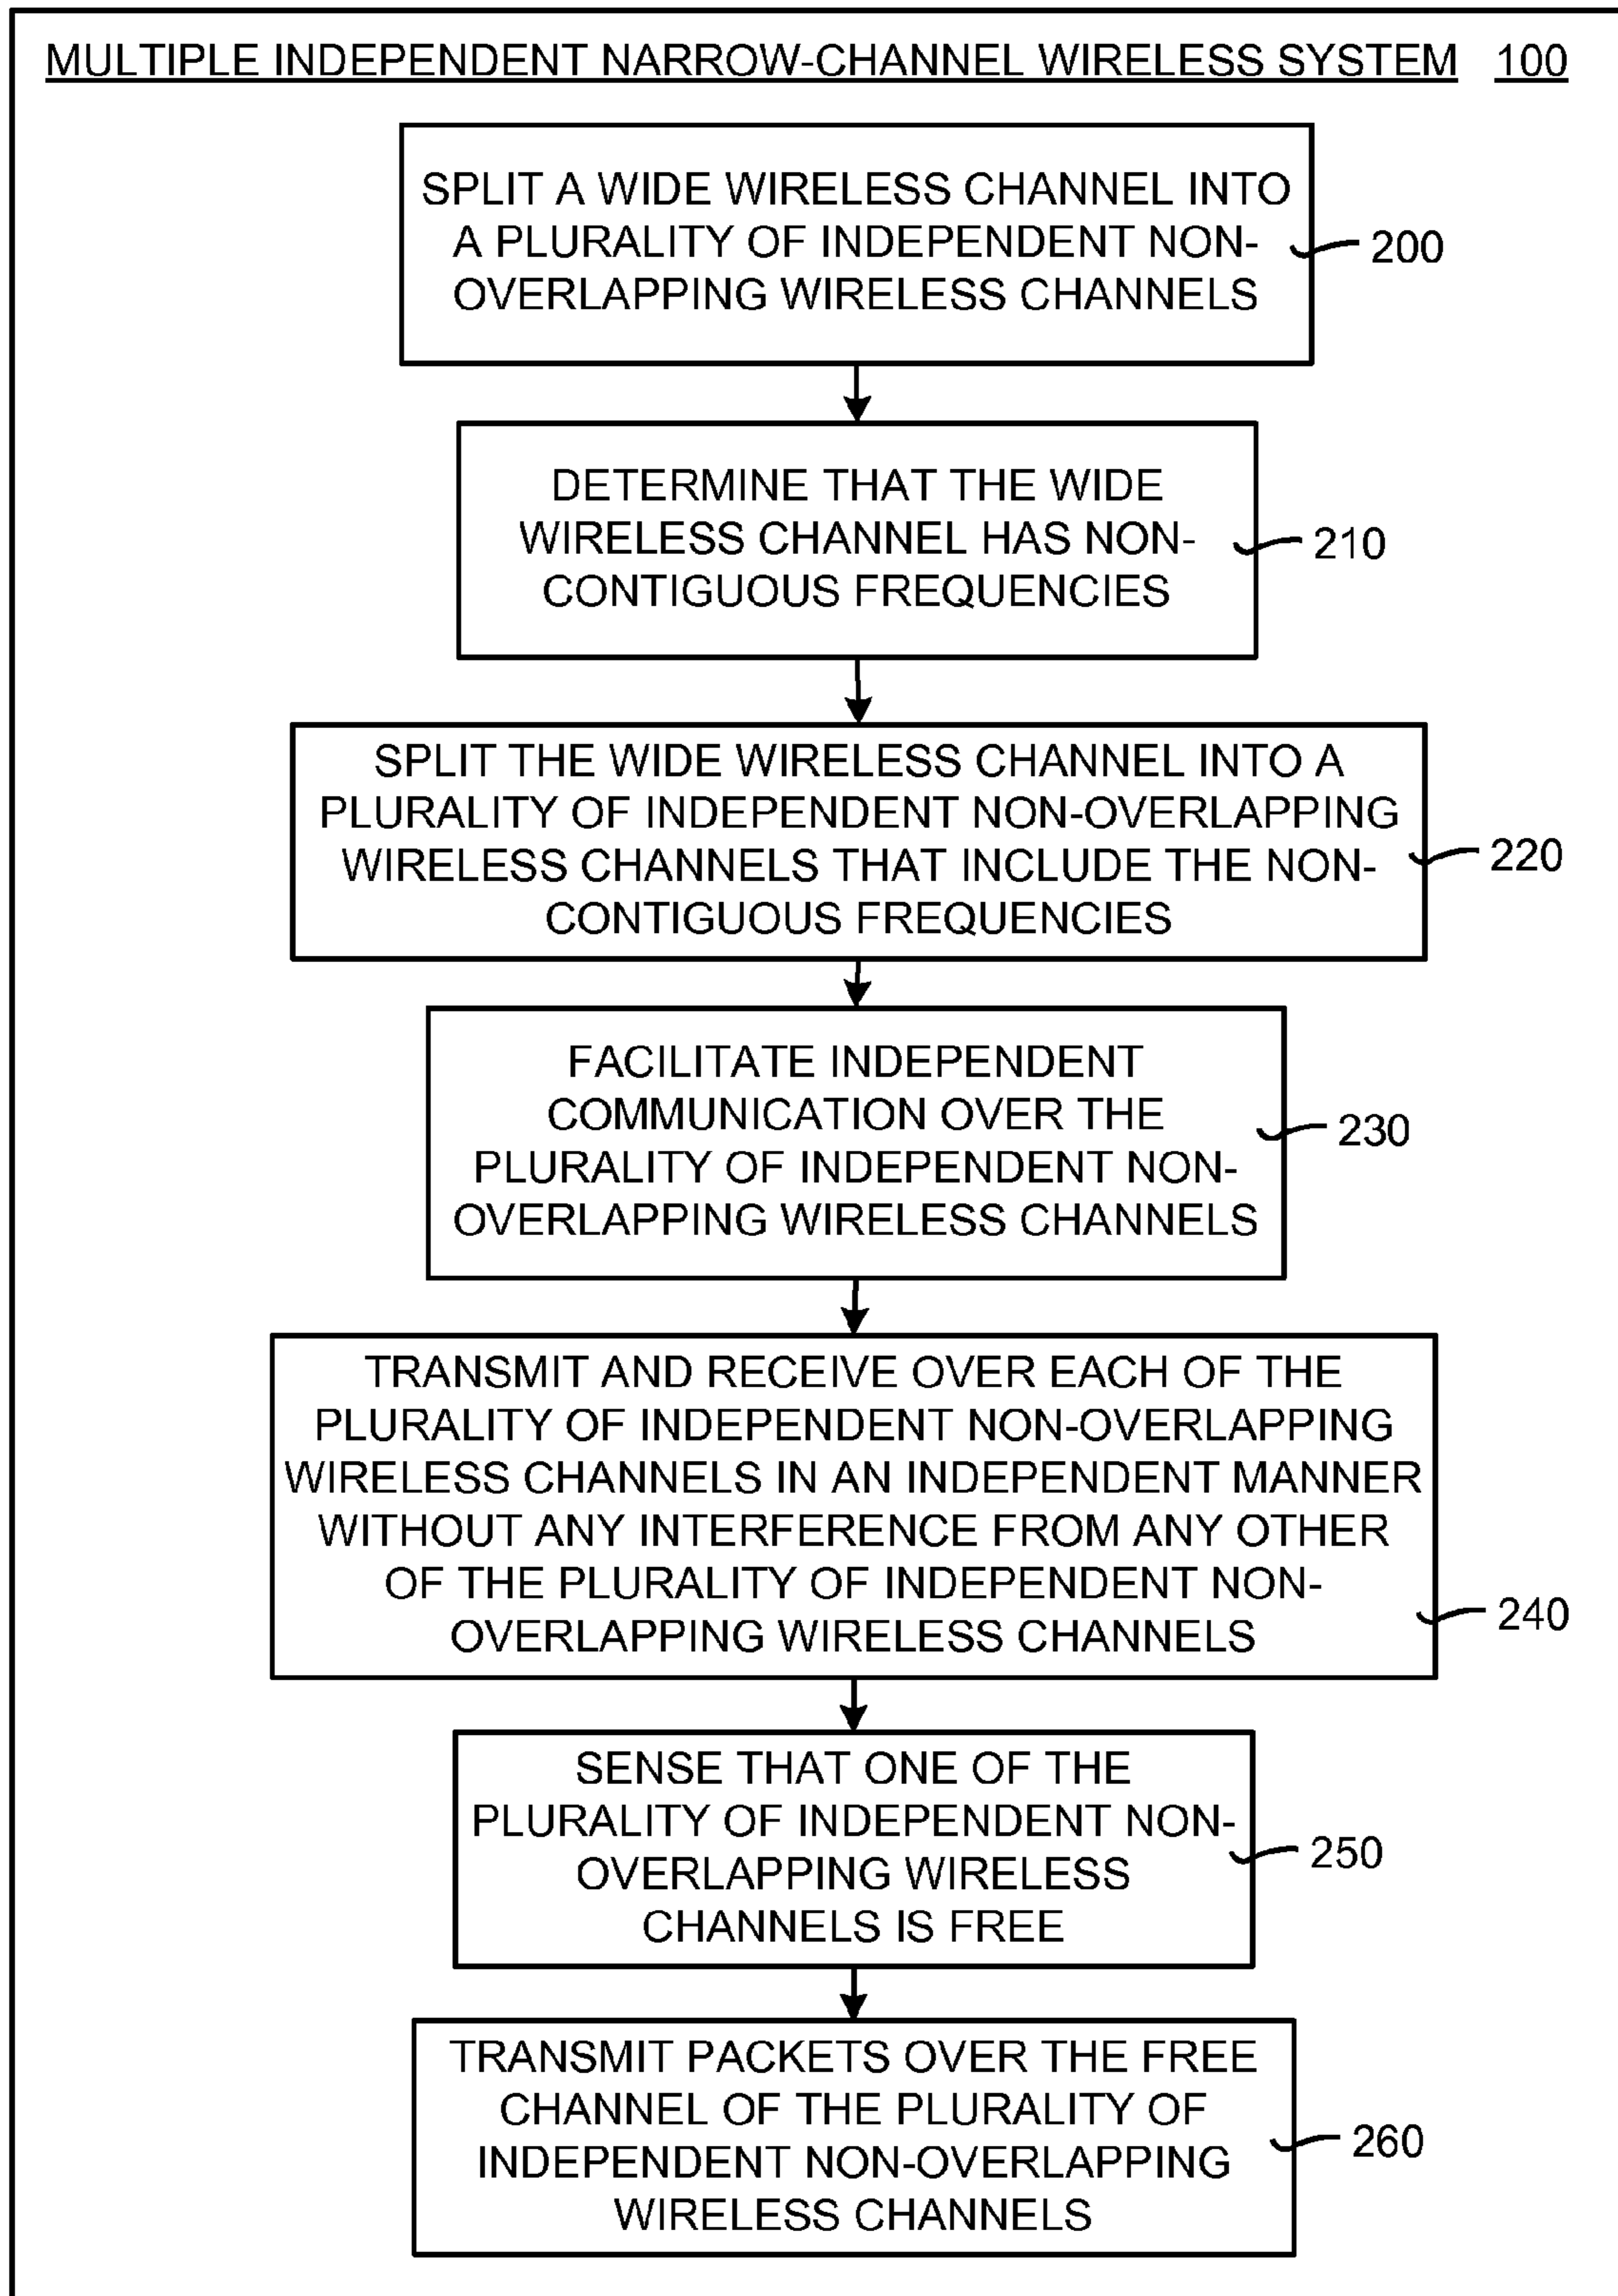 MULTIPLE INDEPENDENT NARROW-CHANNEL WIRELESS SYSTEM 100
SPLIT A WIDE WIRELESS CHANNEL INTO
A PLURALITY OF INDEPENDENT NON-
OVERLAPPING WIRELESS CHANNELS
200
DETERMINE THAT THE WIDE
WIRELESS CHANNEL HAS NON-
CONTIGUOUS FREQUENCIES
210
SPLIT THE WIDE WIRELESS CHANNEL INTO A
PLURALITY OF INDEPENDENT NON-OVERLAPPING
WIRELESS CHANNELS THAT INCLUDE THE NON-
CONTIGUOUS FREQUENCIES
220
FACILITATE INDEPENDENT
COMMUNICATION OVER THE
PLURALITY OF INDEPENDENT NON-
OVERLAPPING WIRELESS CHANNELS
230
TRANSMIT AND RECEIVE OVER EACH OF THE
PLURALITY OF INDEPENDENT NON-OVERLAPPING
WIRELESS CHANNELS IN AN INDEPENDENT MANNER
WITHOUT ANY INTERFERENCE FROM ANY OTHER
OF THE PLURALITY OF INDEPENDENT NON-
OVERLAPPING WIRELESS CHANNELS
240
SENSE THAT ONE OF THE
PLURALITY OF INDEPENDENT NON-
OVERLAPPING WIRELESS
CHANNELS IS FREE
250
TRANSMIT PACKETS OVER THE FREE
CHANNEL OF THE PLURALITY OF
INDEPENDENT NON-OVERLAPPING
WIRELESS CHANNELS
260